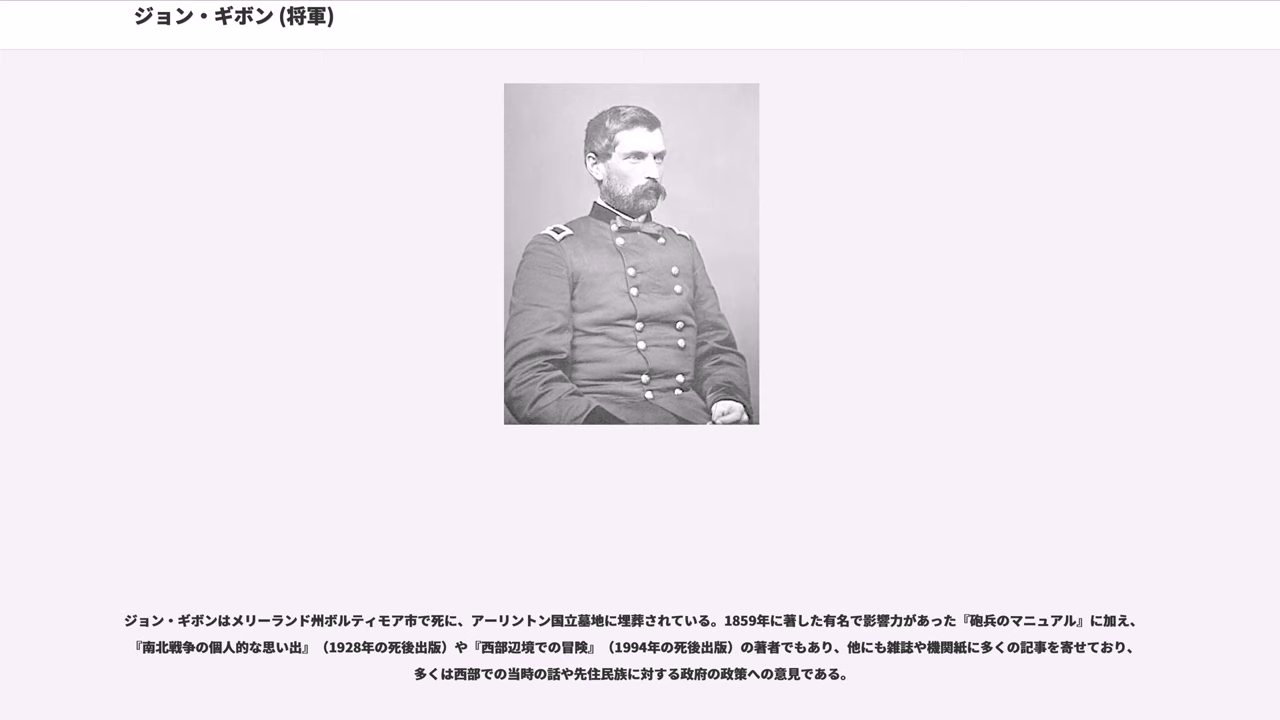 ジョン・ギボン (将軍)
ジョン・ギボンはメリーランド州ボルティモア市で死に、アーリントン国立墓地に埋葬されている。1859年に著した有名で影響力があった『砲兵のマニュアル』に加え、
『南北戦争の個人的な思い出』（1928年の死後出版）や『西部辺境での冒険』（1994年の死後出版）の著者でもあり、他にも雑誌や機関紙に多くの記事を寄せており、
多くは西部での当時の話や先住民族に対する政府の政策への意見である。